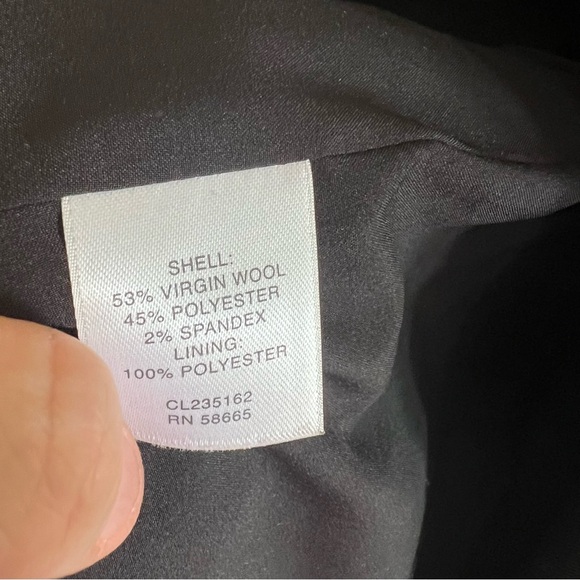 SHELL:
53% VIRGIN WOOL
45% POLYESTER
2% SPANDEX
LINING:
100% POLYESTER
CL235162
RN 58665